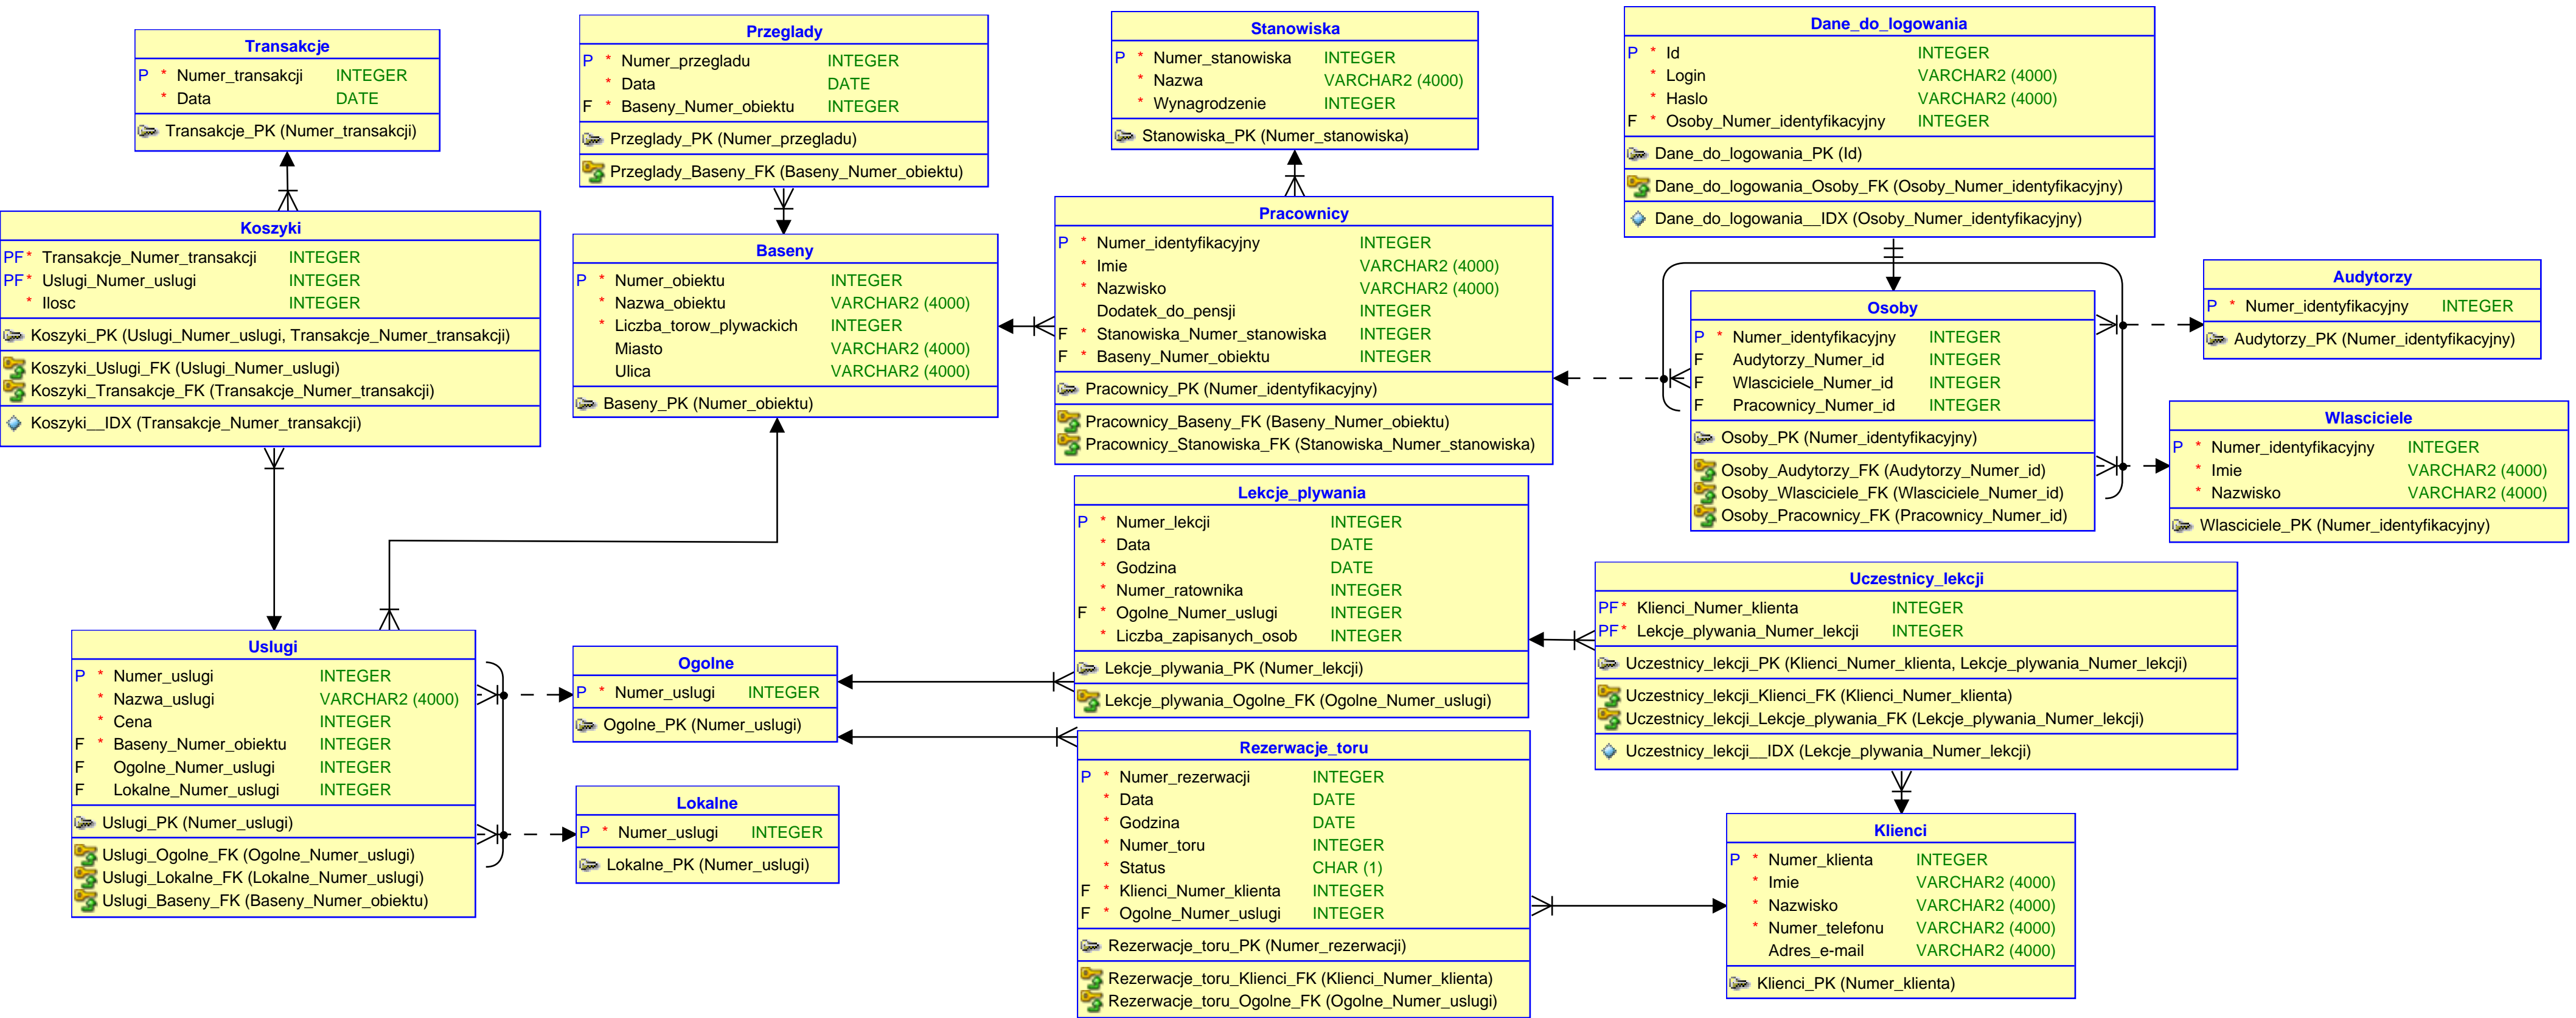 Transakcje
P * Numer_transakcji INTEGER
* Data DATE
Transakcje_PK (Numer_transakcji)
Przeglady
P * Numer_przegladu INTEGER
* Data DATE
F * Baseny_Numer_obiektu INTEGER
Przeglady_PK (Numer_przegladu)
Przeglady_Baseny_FK (Baseny_Numer_obiektu)
Stanowiska
P * Numer_stanowiska INTEGER
* Nazwa VARCHAR2 (4000)
* Wynagrodzenie INTEGER
Stanowiska_PK (Numer_stanowiska)
Dane_do_logowania
P * Id INTEGER
* Login VARCHAR2 (4000)
* Haslo VARCHAR2 (4000)
F * Osoby_Numer_identyfikacyjny INTEGER
Dane_do_logowania_PK (Id)
Dane_do_logowania_Osoby_FK (Osoby_Numer_identyfikacyjny)
Dane_do_logowania__IDX (Osoby_Numer_identyfikacyjny)
Koszyki
PF* Transakcje_Numer_transakcji INTEGER
PF* Uslugi_Numer_uslugi INTEGER
* Ilosc INTEGER
Koszyki_PK (Uslugi_Numer_uslugi, Transakcje_Numer_transakcji)
Koszyki_Uslugi_FK (Uslugi_Numer_uslugi)
Koszyki_Transakcje_FK (Transakcje_Numer_transakcji)
Koszyki__IDX (Transakcje_Numer_transakcji)
Baseny
P * Numer_obiektu INTEGER
* Nazwa_obiektu VARCHAR2 (4000)
* Liczba_torow_plywackich INTEGER
Miasto VARCHAR2 (4000)
Ulica VARCHAR2 (4000)
Baseny_PK (Numer_obiektu)
Pracownicy
P * Numer_identyfikacyjny INTEGER
* Imie VARCHAR2 (4000)
* Nazwisko VARCHAR2 (4000)
Dodatek_do_pensji INTEGER
F * Stanowiska_Numer_stanowiska INTEGER
F * Baseny_Numer_obiektu INTEGER
Pracownicy_PK (Numer_identyfikacyjny)
Pracownicy_Baseny_FK (Baseny_Numer_obiektu)
Pracownicy_Stanowiska_FK (Stanowiska_Numer_stanowiska)
Osoby
P * Numer_identyfikacyjny INTEGER
F Audytorzy_Numer_id INTEGER
F Wlasciciele_Numer_id INTEGER
F Pracownicy_Numer_id INTEGER
Osoby_PK (Numer_identyfikacyjny)
Osoby_Audytorzy_FK (Audytorzy_Numer_id)
Osoby_Wlasciciele_FK (Wlasciciele_Numer_id)
Osoby_Pracownicy_FK (Pracownicy_Numer_id)
Audytorzy
P * Numer_identyfikacyjny INTEGER
Audytorzy_PK (Numer_identyfikacyjny)
Wlasciciele
P * Numer_identyfikacyjny INTEGER
* Imie VARCHAR2 (4000)
* Nazwisko VARCHAR2 (4000)
Wlasciciele_PK (Numer_identyfikacyjny)
Lekcje_plywania
P * Numer_lekcji INTEGER
* Data DATE
* Godzina DATE
* Numer_ratownika INTEGER
F * Ogolne_Numer_uslugi INTEGER
* Liczba_zapisanych_osob INTEGER
Lekcje_plywania_PK (Numer_lekcji)
Lekcje_plywania_Ogolne_FK (Ogolne_Numer_uslugi)
Uczestnicy_lekcji
PF* Klienci_Numer_klienta INTEGER
PF* Lekcje_plywania_Numer_lekcji INTEGER
Uczestnicy_lekcji_PK (Klienci_Numer_klienta, Lekcje_plywania_Numer_lekcji)
Uczestnicy_lekcji_Klienci_FK (Klienci_Numer_klienta)
Uczestnicy_lekcji_Lekcje_plywania_FK (Lekcje_plywania_Numer_lekcji)
Uczestnicy_lekcji__IDX (Lekcje_plywania_Numer_lekcji)
Uslugi
P * Numer_uslugi INTEGER
* Nazwa_uslugi VARCHAR2 (4000)
* Cena INTEGER
F * Baseny_Numer_obiektu INTEGER
F Ogolne_Numer_uslugi INTEGER
F Lokalne_Numer_uslugi INTEGER
Uslugi_PK (Numer_uslugi)
Uslugi_Ogolne_FK (Ogolne_Numer_uslugi)
Uslugi_Lokalne_FK (Lokalne_Numer_uslugi)
Uslugi_Baseny_FK (Baseny_Numer_obiektu)
Ogolne
P * Numer_uslugi INTEGER
Ogolne_PK (Numer_uslugi)
Lokalne
P * Numer_uslugi INTEGER
Lokalne_PK (Numer_uslugi)
Rezerwacje_toru
P * Numer_rezerwacji INTEGER
* Data DATE
* Godzina DATE
* Numer_toru INTEGER
* Status CHAR (1)
F * Klienci_Numer_klienta INTEGER
F * Ogolne_Numer_uslugi INTEGER
Rezerwacje_toru_PK (Numer_rezerwacji)
Rezerwacje_toru_Klienci_FK (Klienci_Numer_klienta)
Rezerwacje_toru_Ogolne_FK (Ogolne_Numer_uslugi)
Klienci
P * Numer_klienta INTEGER
* Imie VARCHAR2 (4000)
* Nazwisko VARCHAR2 (4000)
* Numer_telefonu VARCHAR2 (4000)
Adres_e-mail VARCHAR2 (4000)
Klienci_PK (Numer_klienta)